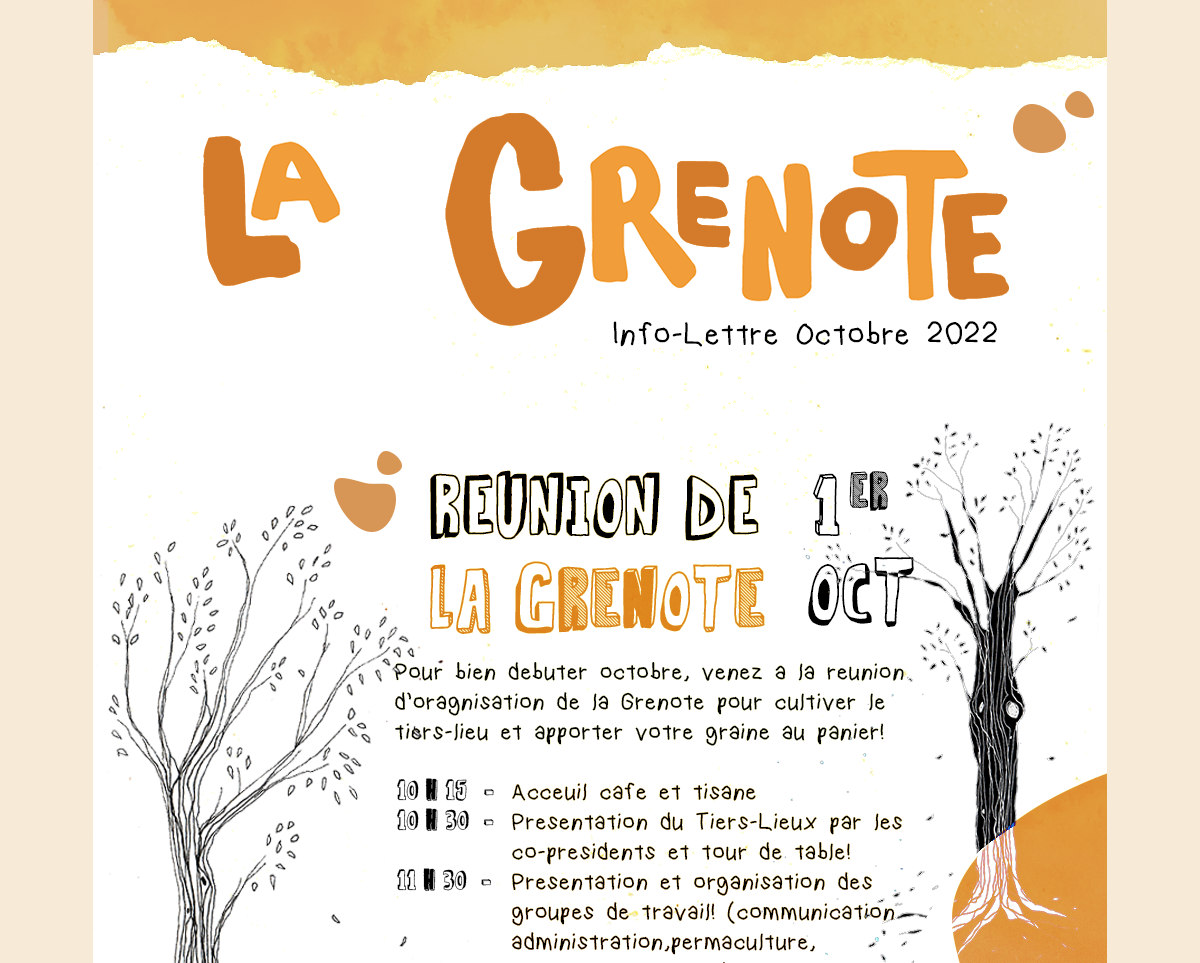 LA GRENOTE
Info-Lettre Octobre 2022
REUNION DE 1ER
LA GRENOTE OCT
Pour bien debuter octobre, venez a la reunion
d'oragnisation de la Grenote pour cultiver le
tiers-lieu et apporter votre graine au panier!
10 H 15 - Acceuil cafe et tisane
10 H 30 - Presentation du Tiers-Lieux par les
co-presidents et tour de table!
11 H 30 - Presentation et organisation des
groupes de travail! (communication
administration,permaculture,